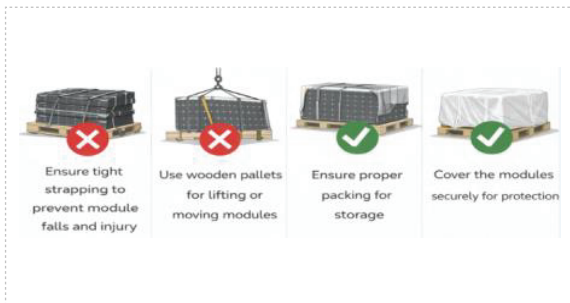 Ensure tight
strapping to
prevent module
falls and injury
Use wooden pallets
for lifting or
moving modules
Ensure proper
packing for
storage
Cover the modules
securely for protection